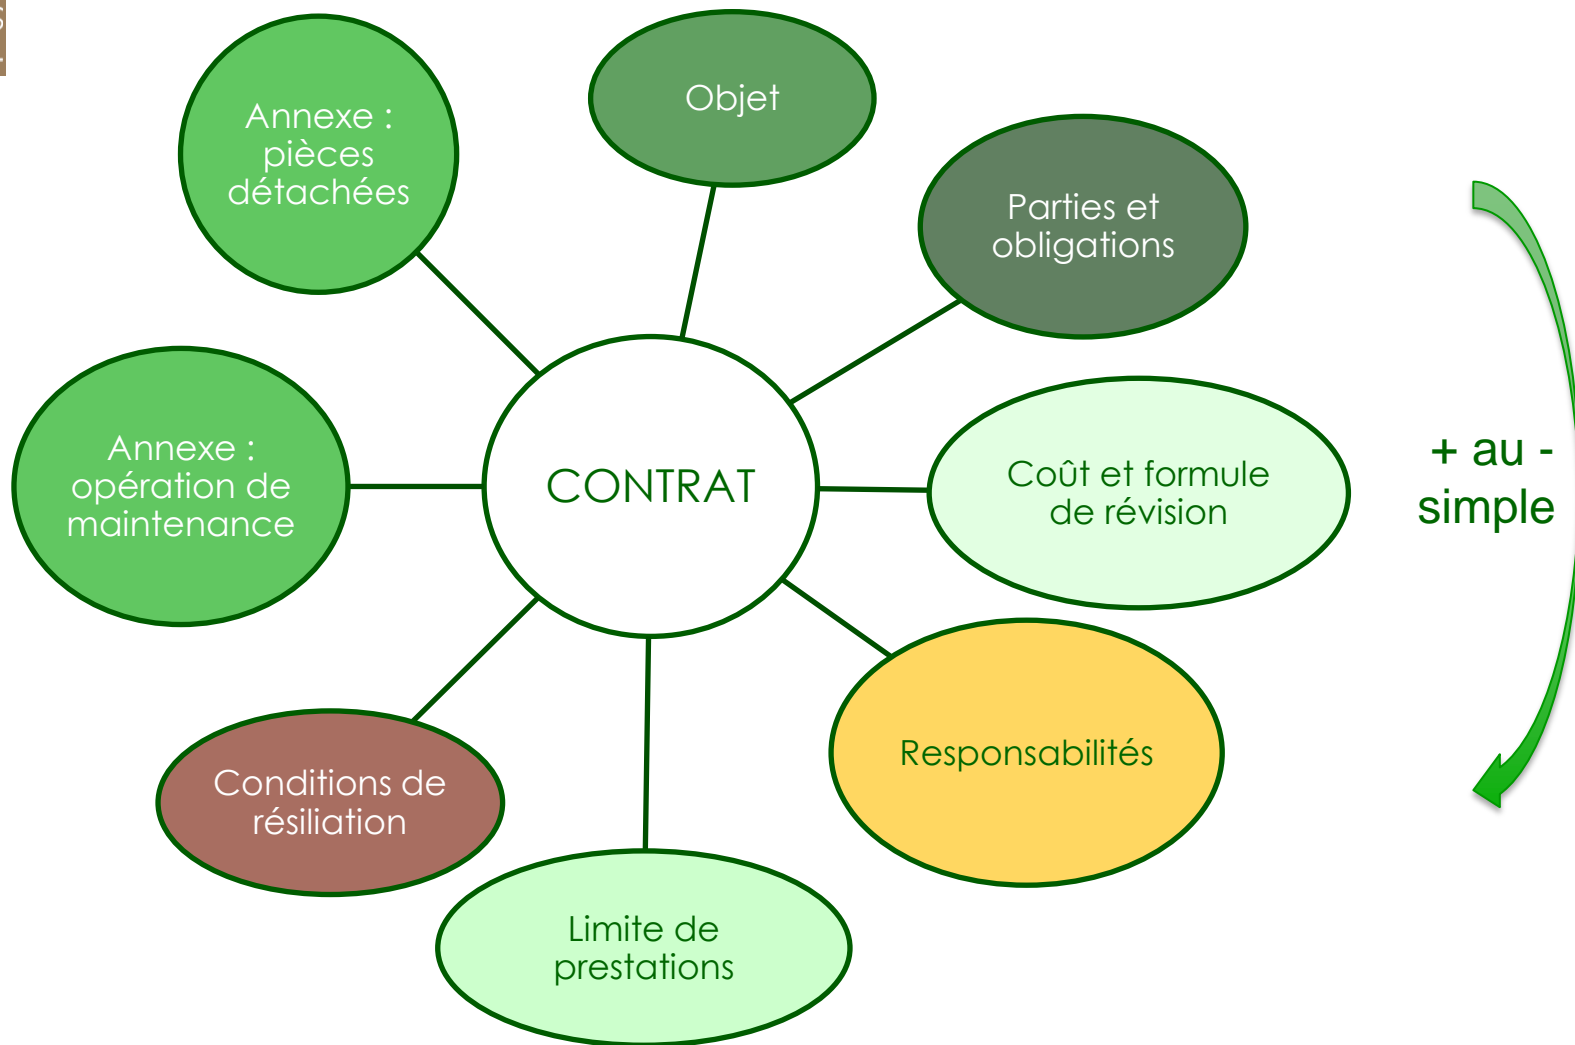 Objet
Parties et
obligations
Coût et formule
de révision
Responsabilités
Limite de
prestations
Conditions de
résiliation
Annexe :
opération de
maintenance
Annexe :
pièces
détachées
CONTRAT
+ au -
simple